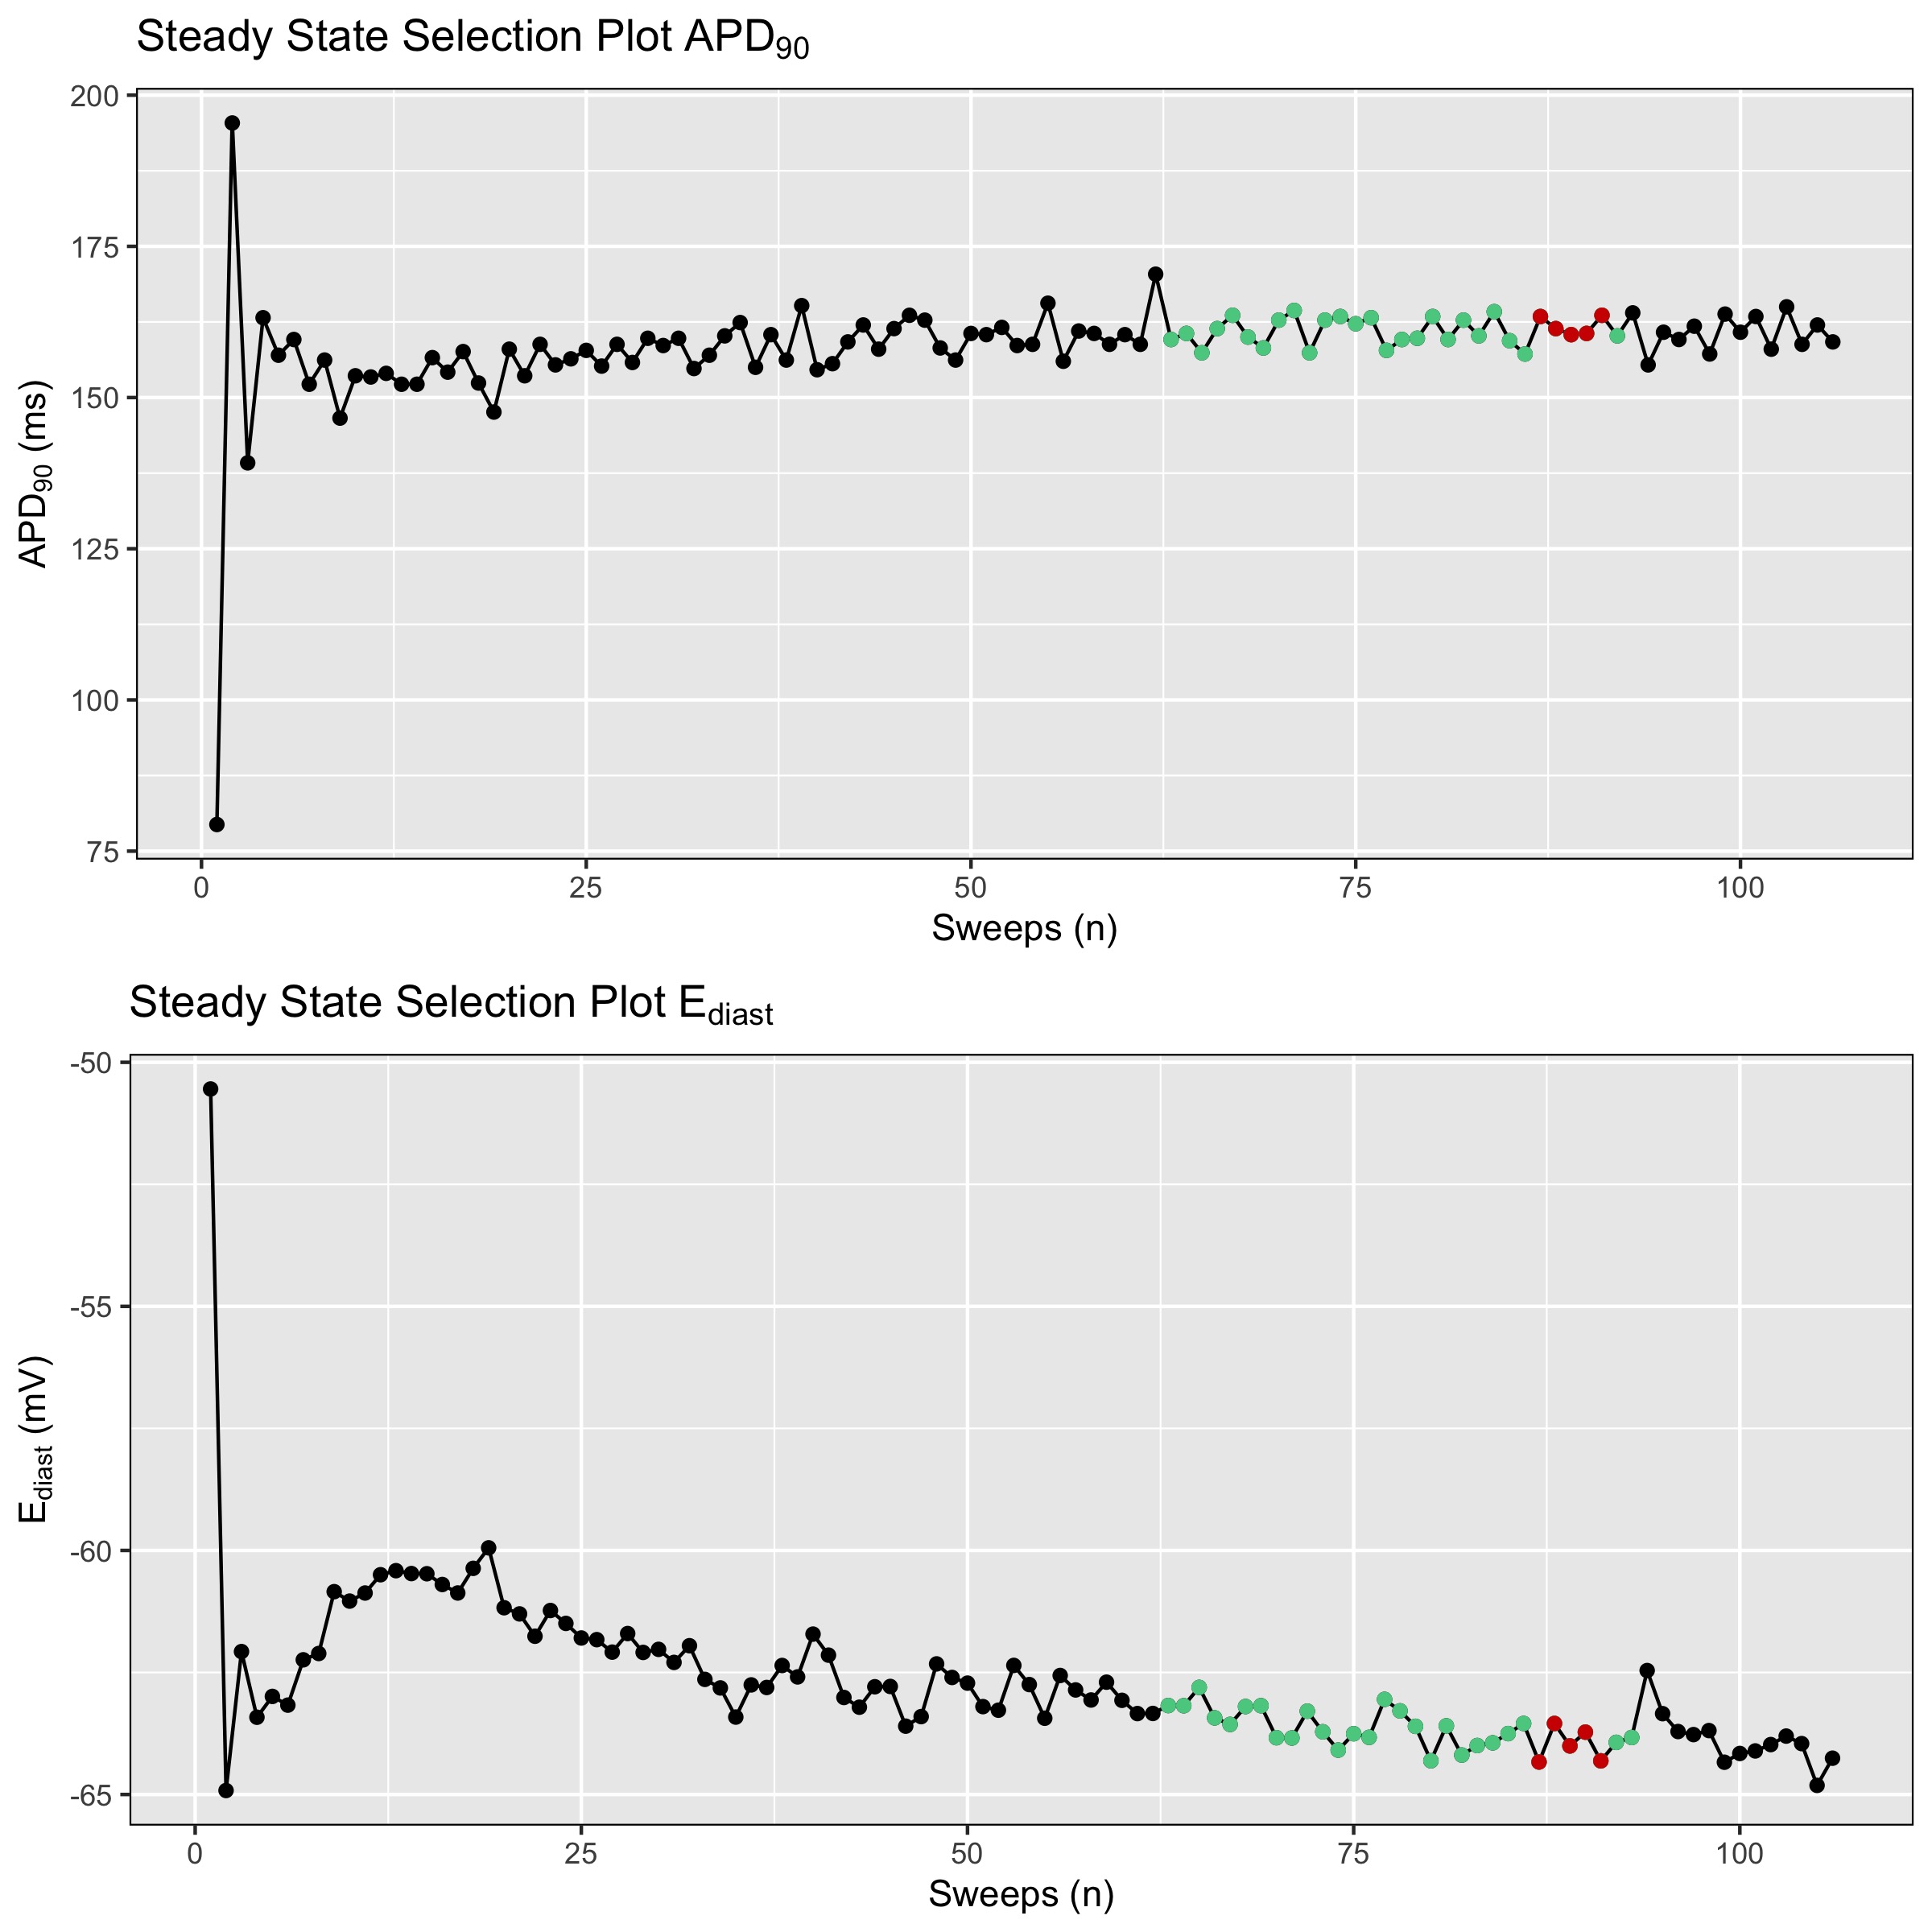 Steady State Selection Plot APD90
200
175
150
125
100
75
APD90 (ms)
0 25 50 75 100
Sweeps (n)
Steady State Selection Plot Ediast
-50
-55
-60
-65
Ediast (mV)
0 25 50 75 100
Sweeps (n)